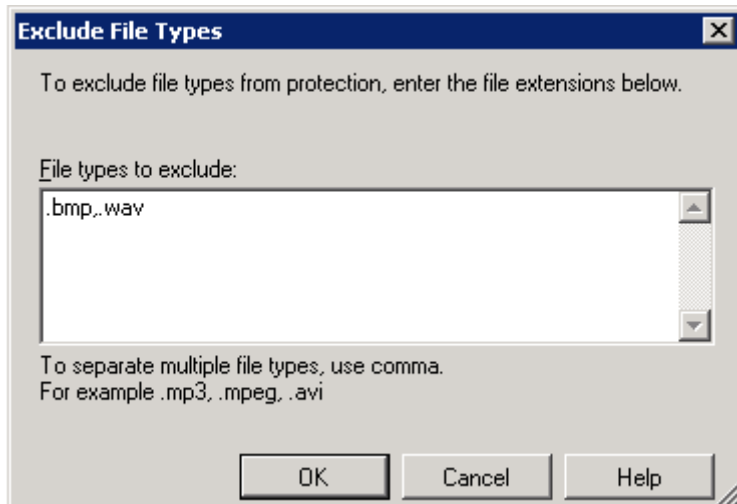 Exclude File Types
To exclude file types from protection, enter the file extensions below.
File types to exclude:
.bmp,.wav
To separate multiple file types, use comma.
For example .mp3, .mpeg, .avi
OK Cancel Help